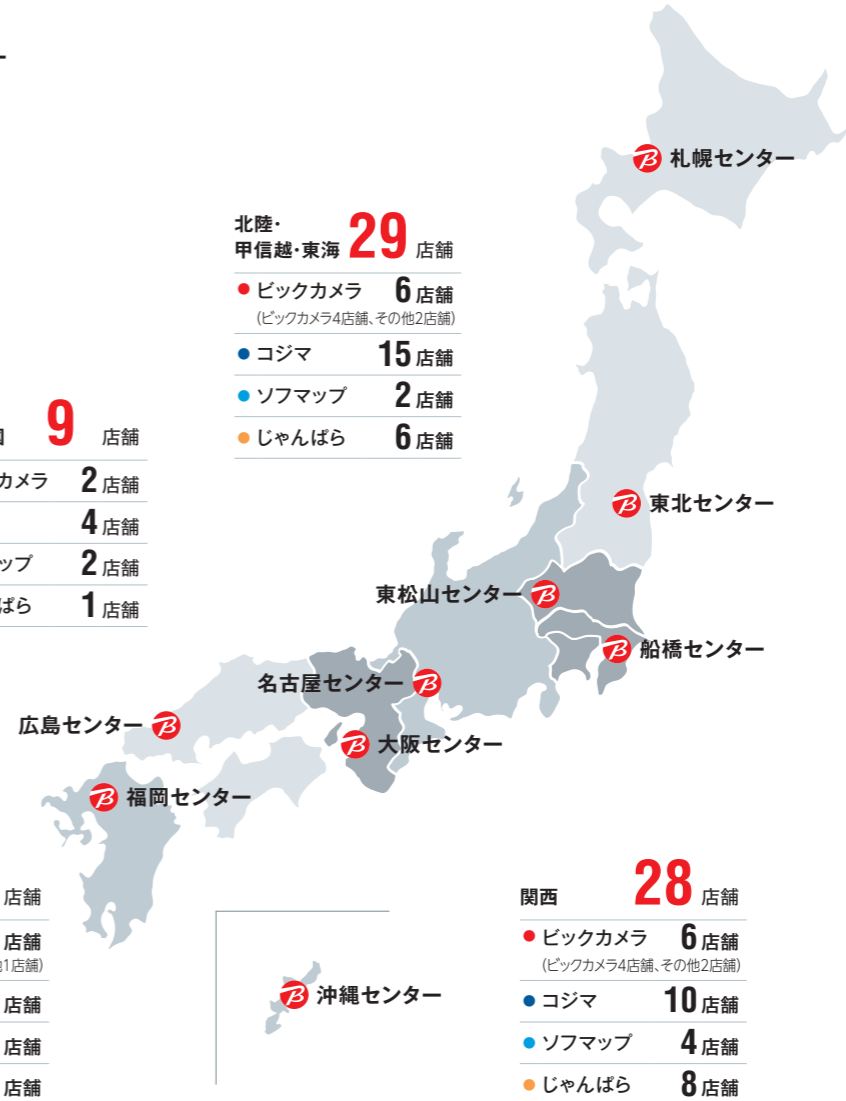 札幌センター
北陸・
甲信越・東海 29 店舗
ビックカメラ 6店舗
(ビックカメラ4店舗、その他2店舗)
コジマ 15店舗
ソフマップ 2店舗
じゃんぱら 6店舗
9 店舗
カメラ 2店舗
4店舗
ップ 2店舗
ぱら 1店舗
東北センター
東松山センター
船橋センター
名古屋センター
広島センター
大阪センター
福岡センター
店舗
店舗
1店舗)
店舗
店舗
店舗
沖縄センター
関西 28 店舗
ビックカメラ 6店舗
(ビックカメラ4店舗、その他2店舗)
コジマ 10店舗
ソフマップ 4店舗
じゃんぱら 8店舗